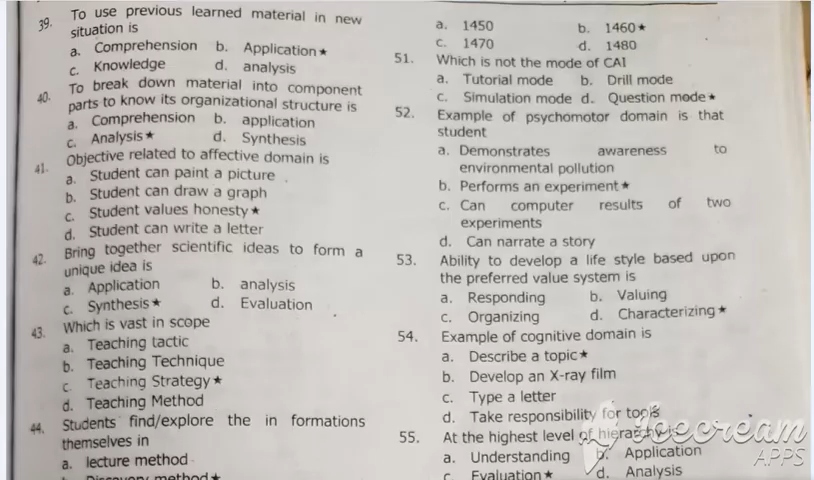 39. To use previous learned material in new
situation is
a. Comprehension b. Application★
c. Knowledge d. analysis
40. To break down material into component
parts to know its organizational structure is
a. Comprehension b. application
c. Analysis★ d. Synthesis
41. Objective related to affective domain is
a. Student can paint a picture
b. Student can draw a graph
c. Student values honesty★
d. Student can write a letter
42. Bring together scientific ideas to form a
unique idea is
a. Application b. analysis
c. Synthesis★ d. Evaluation
43. Which is vast in scope
a. Teaching tactic
b. Teaching Technique
c. Teaching Strategy★
d. Teaching Method
44. Students find/explore the in formations
themselves in
a. lecture method
b. Discovery method★
a. 1450 b. 1460★
c. 1470 d. 1480
51. Which is not the mode of CAI
a. Tutorial mode b. Drill mode
c. Simulation mode d. Question mode★
52. Example of psychomotor domain is that
student
a. Demonstrates awareness to
environmental pollution
b. Performs an experiment★
c. Can computer results of two
experiments
d. Can narrate a story
53. Ability to develop a life style based upon
the preferred value system is
a. Responding b. Valuing
c. Organizing d. Characterizing★
54. Example of cognitive domain is
a. Describe a topic★
b. Develop an X-ray film
c. Type a letter
d. Take responsibility for tools
55. At the highest level of hierarchy is
a. Understanding b. Application
c. Evaluation★ d. Analysis
Icecream
APPS